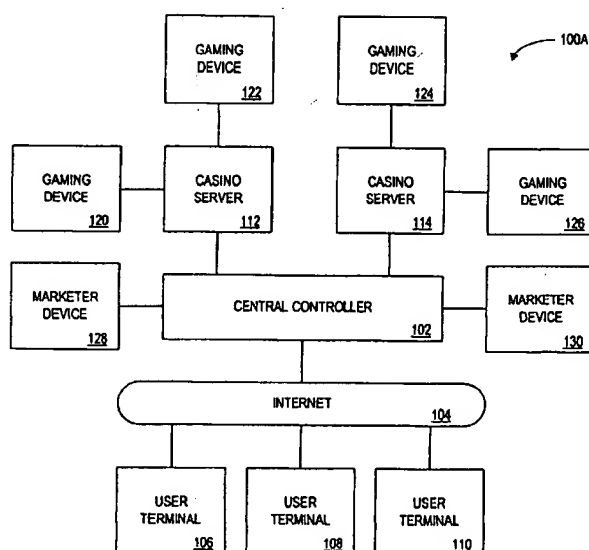 GAMING
DEVICE
122
GAMING
DEVICE
124
100A
GAMING
DEVICE
120
CASINO
SERVER
112
CASINO
SERVER
114
GAMING
DEVICE
126
MARKETER
DEVICE
128
CENTRAL CONTROLLER
102
MARKETER
DEVICE
130
INTERNET
104
USER
TERMINAL
106
USER
TERMINAL
108
USER
TERMINAL
110